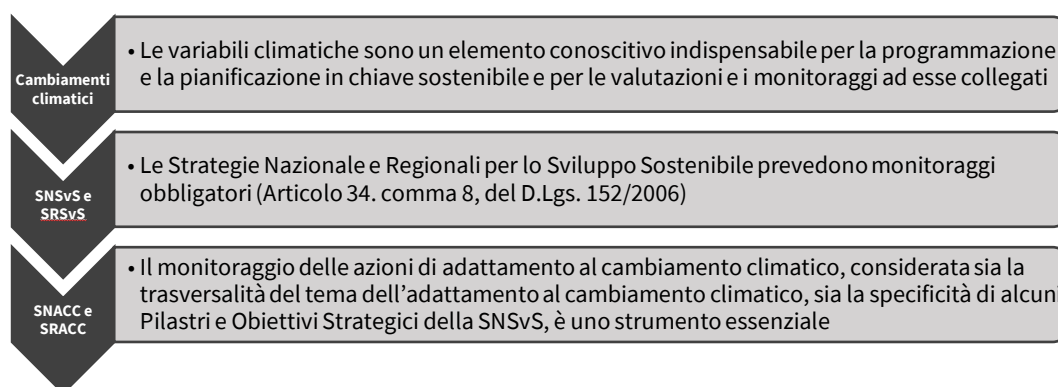 Cambiamenti
climatici
• Le variabili climatiche sono un elemento conoscitivo indispensabile per la programmazione
e la pianificazione in chiave sostenibile e per le valutazioni e i monitoraggi ad esse collegati
SNSvS e
SRSvS
• Le Strategie Nazionale e Regionali per lo Sviluppo Sostenibile prevedono monitoraggi
obbligatori (Articolo 34. comma 8, del D.Lgs. 152/2006)
SNACC e
SRACC
• Il monitoraggio delle azioni di adattamento al cambiamento climatico, considerata sia la
trasversalità del tema dell'adattamento al cambiamento climatico, sia la specificità di alcuni
Pilastri e Obiettivi Strategici della SNSvS, è uno strumento essenziale